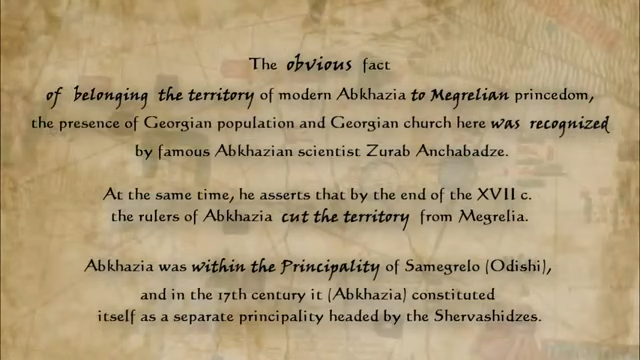 The obvious fact
of belonging the territory of modern Abkhazia to Megrelian princedom,
the presence of Georgian population and Georgian church here was recognized
by famous Abkhazian scientist Zurab Anchabadze.
At the same time, he asserts that by the end of the XVII c.
the rulers of Abkhazia cut the territory from Megrelia.
Abkhazia was within the Principality of Samegrelo (Odishi),
and in the 17th century it (Abkhazia) constituted
itself as a separate principality headed by the Shervashidzes.